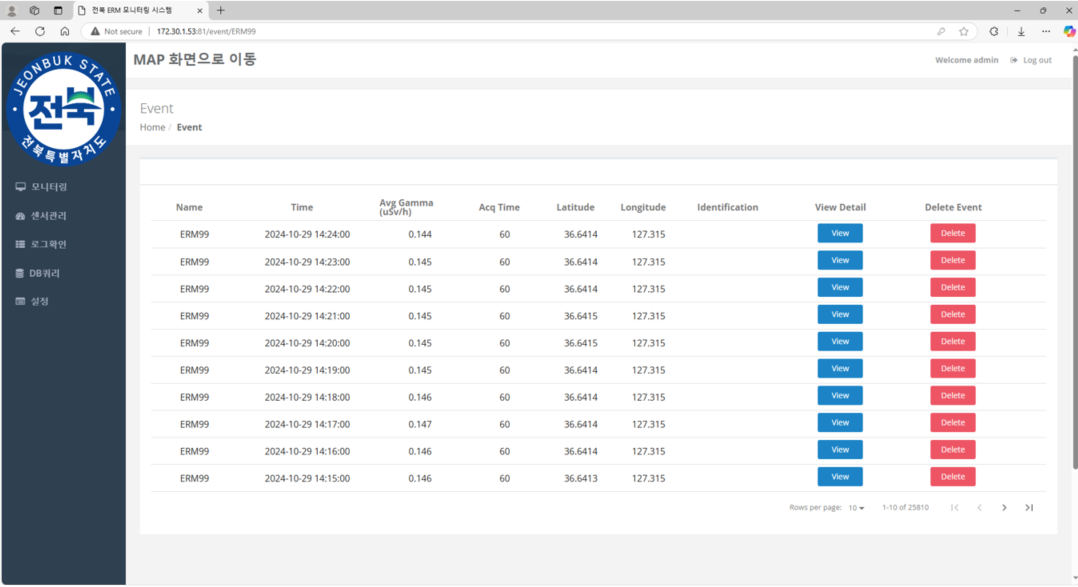 전북 ERM 모니터링 시스템
Not secure 172.30.1.53:81/event/ERM99
JEONBUK STATE
전북
전북특별자치도
MAP 화면으로 이동
Welcome admin Log out
Event
Home / Event
모니터링
센서관리
로그확인
DB쿼리
설정
Name Time Avg Gamma (uSv/h) Acq Time Latitude Longitude Identification View Detail Delete Event
ERM99 2024-10-29 14:24:00 0.144 60 36.6414 127.315 View Delete
ERM99 2024-10-29 14:23:00 0.145 60 36.6414 127.315 View Delete
ERM99 2024-10-29 14:22:00 0.145 60 36.6414 127.315 View Delete
ERM99 2024-10-29 14:21:00 0.145 60 36.6415 127.315 View Delete
ERM99 2024-10-29 14:20:00 0.145 60 36.6415 127.315 View Delete
ERM99 2024-10-29 14:19:00 0.145 60 36.6414 127.315 View Delete
ERM99 2024-10-29 14:18:00 0.146 60 36.6414 127.315 View Delete
ERM99 2024-10-29 14:17:00 0.147 60 36.6414 127.315 View Delete
ERM99 2024-10-29 14:16:00 0.146 60 36.6414 127.315 View Delete
ERM99 2024-10-29 14:15:00 0.146 60 36.6413 127.315 View Delete
Rows per page: 10 1-10 of 25810